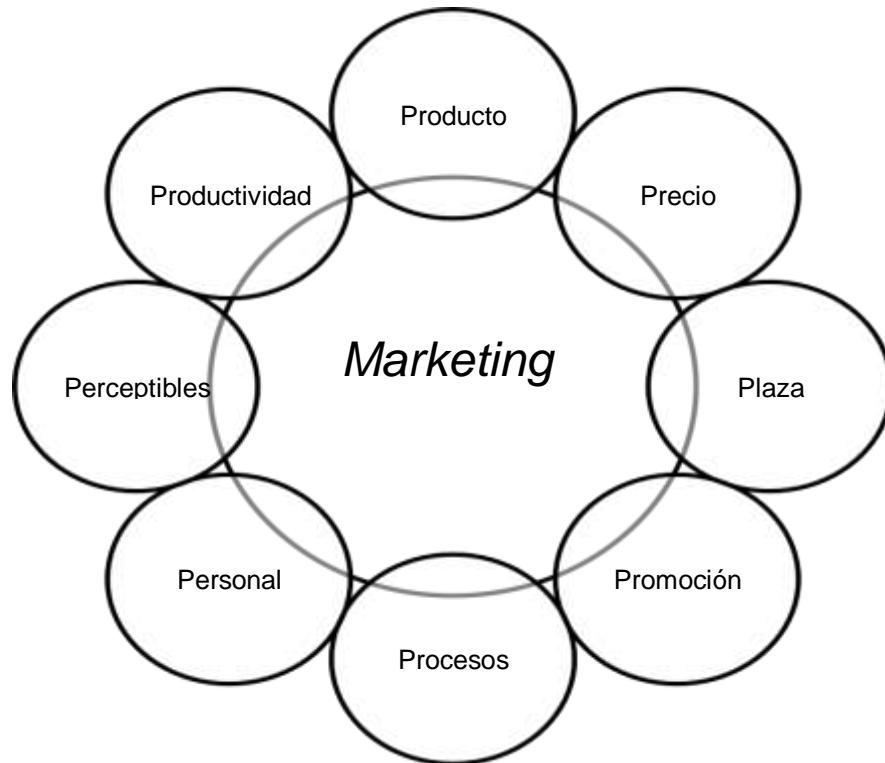 Producto
Productividad
Precio
Marketing
Perceptibles
Plaza
Personal
Promoción
Procesos